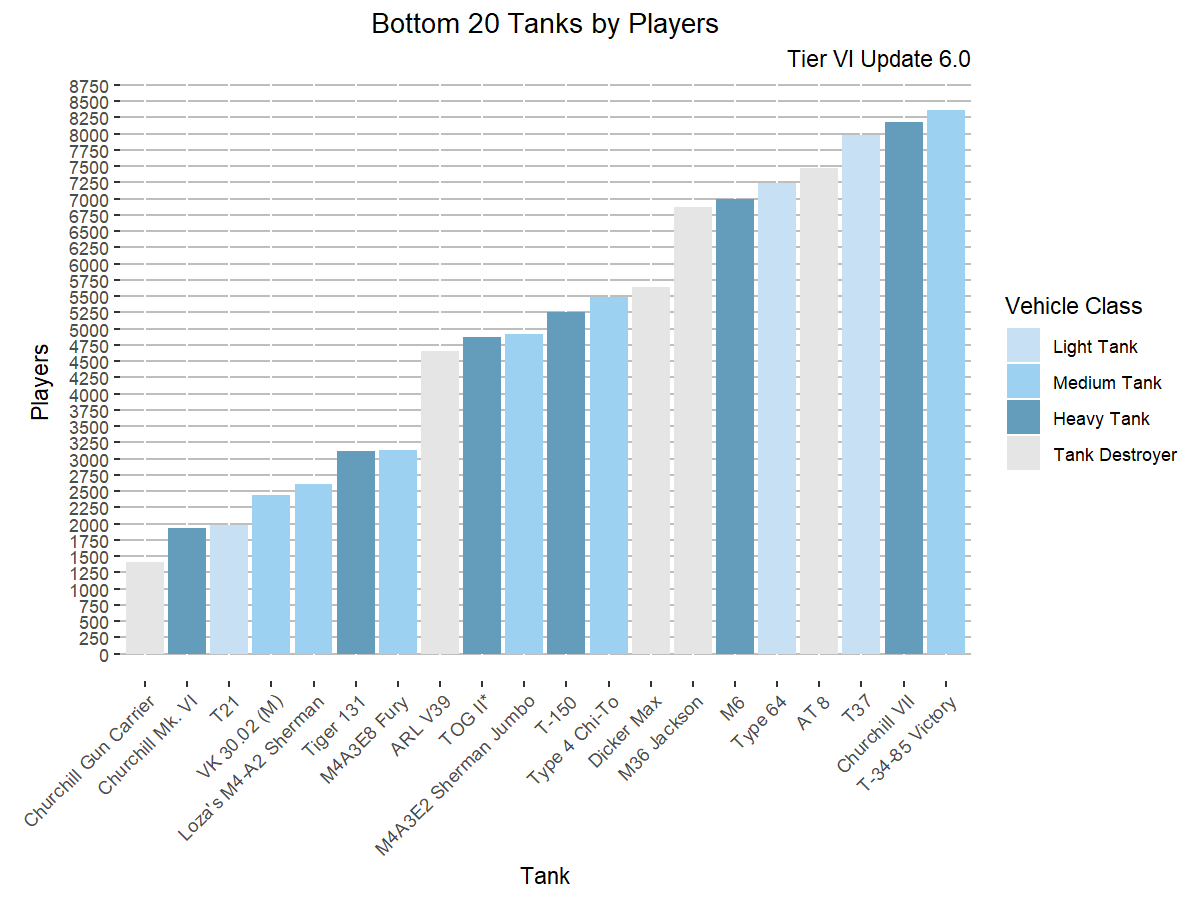 Bottom 20 Tanks by Players
Tier VI Update 6.0
8750
8500
8250
8000
7750
7500
7250
7000
6750
6500
6250
6000
5750
5500
5250
5000
4750
4500
4250
4000
3750
3500
3250
3000
2750
2500
2250
2000
1750
1500
1250
1000
750
500
250
0
Players
Churchill Gun Carrier
Churchill Mk. VI
T21
VK 30.02 (M)
Loza's M4-A2 Sherman
Tiger 131
M4A3E8 Fury
ARL V39
TOG II*
M4A3E2 Sherman Jumbo
T-150
Type 4 Chi-To
Dicker Max
M36 Jackson
M6
Type 64
AT 8
T37
Churchill VII
T-34-85 Victory
Tank
Vehicle Class
Light Tank
Medium Tank
Heavy Tank
Tank Destroyer